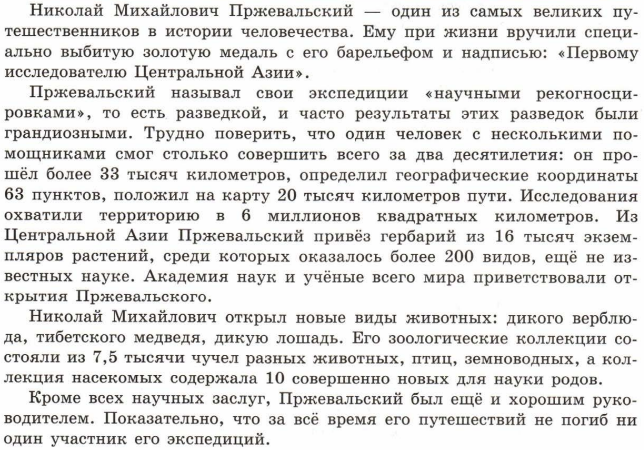 Николай Михайлович Пржевальский — один из самых великих пу-
тешественников в истории человечества. Ему при жизни вручили специ-
ально выбитую золотую медаль с его барельефом и надписью: «Первому
исследователю Центральной Азии».
Пржевальский называл свои экспедиции «научными рекогносци-
ровками», то есть разведкой, и часто результаты этих разведок были
грандиозными. Трудно поверить, что один человек с несколькими по-
мощниками смог столько совершить всего за два десятилетия: он про-
шёл более 33 тысяч километров, определил географические координаты
63 пунктов, положил на карту 20 тысяч километров пути. Исследования
охватили территорию в 6 миллионов квадратных километров. Из
Центральной Азии Пржевальский привёз гербарий из 16 тысяч экзем-
пляров растений, среди которых оказалось более 200 видов, ещё не из-
вестных науке. Академия наук и учёные всего мира приветствовали от-
крытия Пржевальского.
Николай Михайлович открыл новые виды животных: дикого верблю-
да, тибетского медведя, дикую лошадь. Его зоологические коллекции со-
стояли из 7,5 тысячи чучел разных животных, птиц, земноводных, а кол-
лекция насекомых содержала 10 совершенно новых для науки родов.
Кроме всех научных заслуг, Пржевальский был ещё и хорошим руко-
водителем. Показательно, что за всё время его путешествий не погиб ни
один участник его экспедиций.